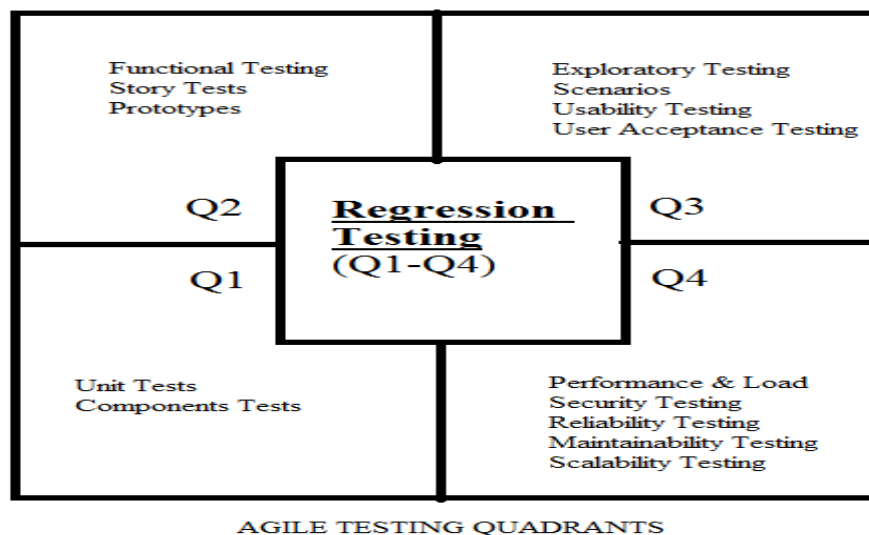 Functional Testing
Story Tests
Prototypes
Exploratory Testing
Scenarios
Usability Testing
User Acceptance Testing
Q2
Regression
Testing
(Q1-Q4)
Q3
Q1
Q4
Unit Tests
Components Tests
Performance & Load
Security Testing
Reliability Testing
Maintainability Testing
Scalability Testing
AGILE TESTING QUADRANTS